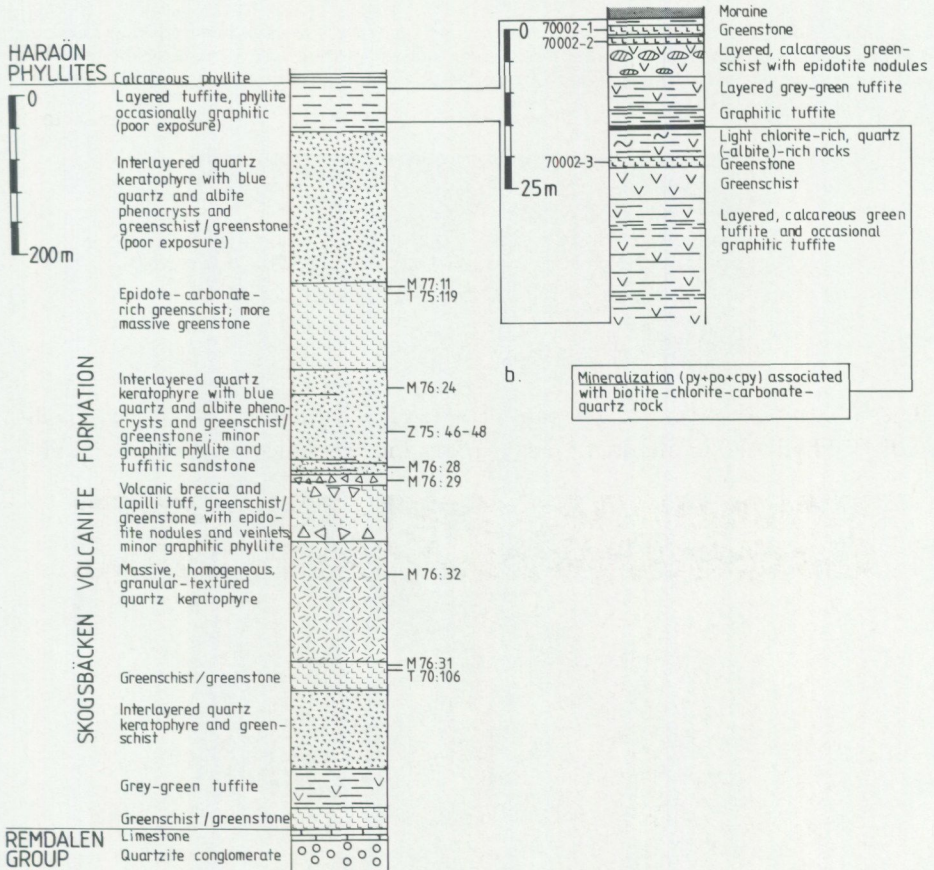 HARAÖN
PHYLLITES
Calcareous phyllite
0
200 m
Layered tuffite, phyllite
occasionally graphitic
(poor exposure)
Interlayered quartz
keratophyre with blue
quartz and albite
phenocrysts and
greenschist/greenstone
(poor exposure)
Epidote-carbonate-
rich greenschist; more
massive greenstone
SKOGSBÄCKEN VOLCANITE FORMATION
Interlayered quartz
keratophyre with blue
quartz and albite pheno-
crysts and greenschist/
greenstone; minor
graphitic phyllite and
tuffitic sandstone
Volcanic breccia and
lapilli tuff, greenschist/
greenstone with epido-
tite nodules and veinlets,
minor graphitic phyllite
Massive, homogeneous,
granular-textured
quartz keratophyre
Greenschist/greenstone
Interlayered quartz
keratophyre and green-
schist
Grey-green tuffite
Greenschist/greenstone
REMDALEN
GROUP
Limestone
Quartzite conglomerate
M 77:11
T 75:119
M 76:24
Z 75: 46-48
M 76:28
M 76:29
M 76:32
M 76:31
T 70:106
0
25 m
70002-1
70002-2
70002-3
Moraine
Greenstone
Layered, calcareous green-
schist with epidotite nodules
Layered grey-green tuffite
Graphitic tuffite
Light chlorite-rich, quartz
(-albite)-rich rocks
Greenstone
Greenschist
Layered, calcareous green
tuffite and occasional
graphitic tuffite
b.
Mineralization (py+po+cpy) associated
with biotite-chlorite-carbonate-
quartz rock